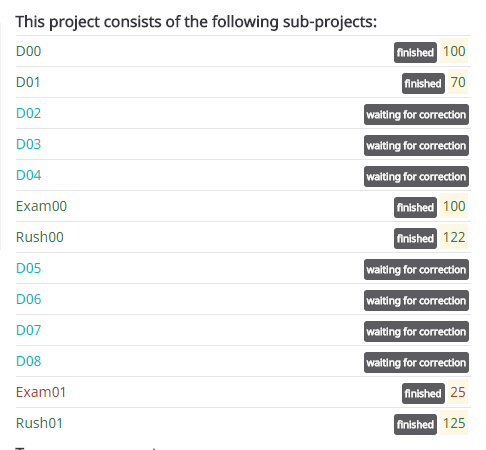 This project consists of the following sub-projects:
D00 finished 100
D01 finished 70
D02 waiting for correction
D03 waiting for correction
D04 waiting for correction
Exam00 finished 100
Rush00 finished 122
D05 waiting for correction
D06 waiting for correction
D07 waiting for correction
D08 waiting for correction
Exam01 finished 25
Rush01 finished 125